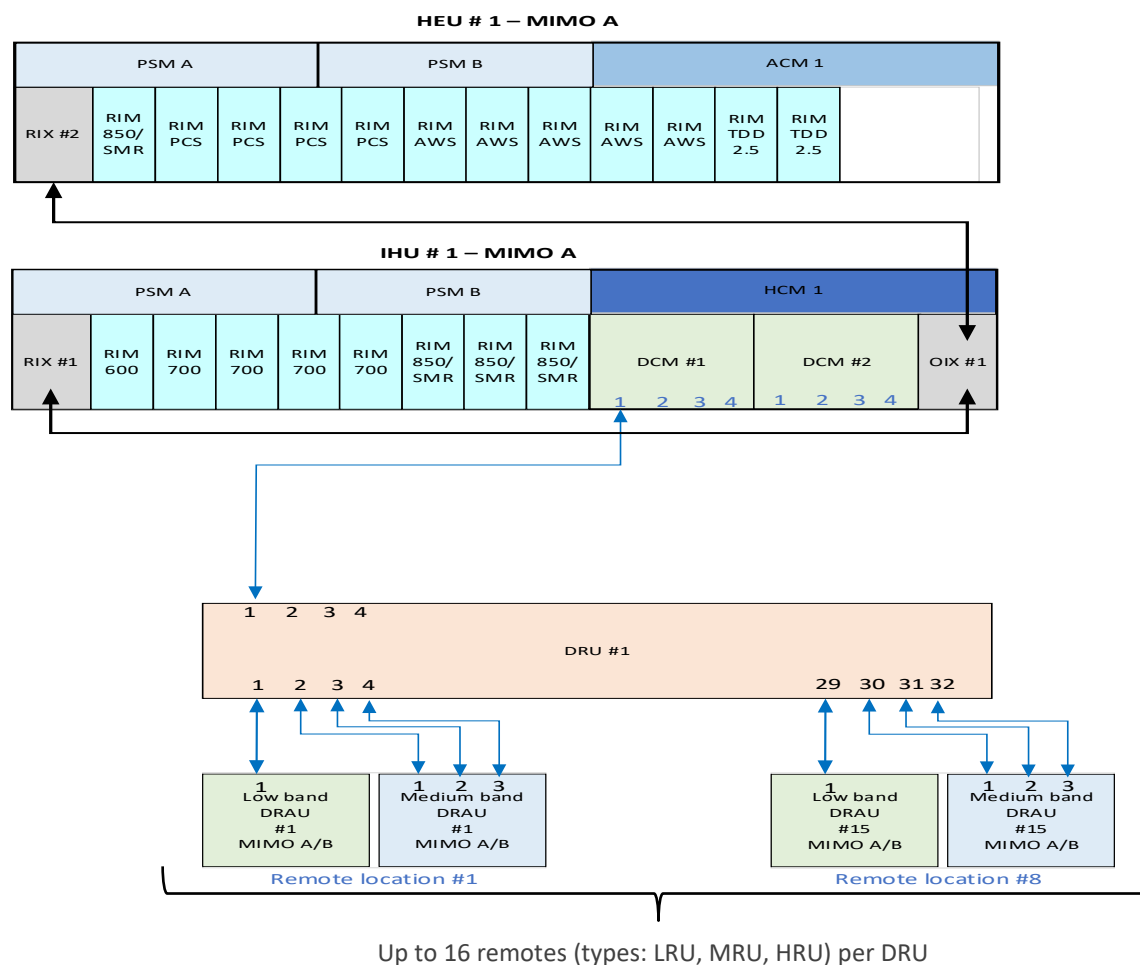 HEU # 1 – MIMO A
PSM A PSM B ACM 1
RIX #2
RIM
850/
SMR
RIM
PCS
RIM
PCS
RIM
PCS
RIM
PCS
RIM
AWS
RIM
AWS
RIM
AWS
RIM
AWS
RIM
AWS
RIM
TDD
2.5
RIM
TDD
2.5
IHU # 1 – MIMO A
PSM A PSM B HCM 1
RIX #1
RIM
600
RIM
700
RIM
700
RIM
700
RIM
700
RIM
850/
SMR
RIM
850/
SMR
RIM
850/
SMR
DCM #1
1 2 3 4
DCM #2
1 2 3 4
OIX #1
1 2 3 4
DRU #1
1 2 3 4 29 30 31 32
1
Low band
DRAU
#1
MIMO A/B
1 2 3
Medium band
DRAU
#1
MIMO A/B
1
Low band
DRAU
#15
MIMO A/B
1 2 3
Medium band
DRAU
#15
MIMO A/B
Remote location #1 Remote location #8
Up to 16 remotes (types: LRU, MRU, HRU) per DRU